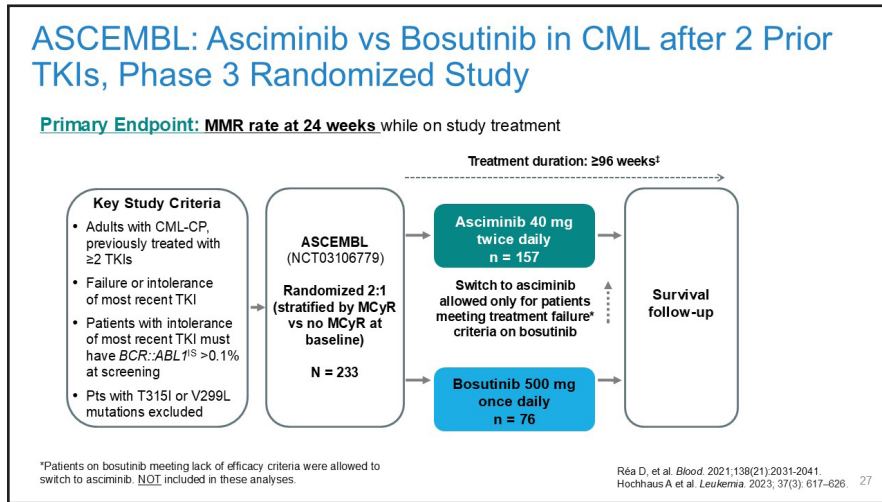 ASCEMBL: Asciminib vs Bosutinib in CML after 2 Prior
TKIs, Phase 3 Randomized Study
Primary Endpoint: MMR rate at 24 weeks while on study treatment
Treatment duration: ≥96 weeks‡
Key Study Criteria
• Adults with CML-CP,
previously treated with
≥2 TKIs
• Failure or intolerance
of most recent TKI
• Patients with intolerance
of most recent TKI must
have BCR::ABL1ᴵˢ >0.1%
at screening
• Pts with T315I or V299L
mutations excluded
ASCEMBL
(NCT03106779)
Randomized 2:1
(stratified by MCyR
vs no MCyR at
baseline)
N = 233
Asciminib 40 mg
twice daily
n = 157
Switch to asciminib
allowed only for patients
meeting treatment failure*
criteria on bosutinib
Bosutinib 500 mg
once daily
n = 76
Survival
follow-up
*Patients on bosutinib meeting lack of efficacy criteria were allowed to
switch to asciminib. NOT included in these analyses.
Réa D, et al. Blood. 2021;138(21):2031-2041.
Hochhaus A et al. Leukemia. 2023; 37(3): 617–626.
27